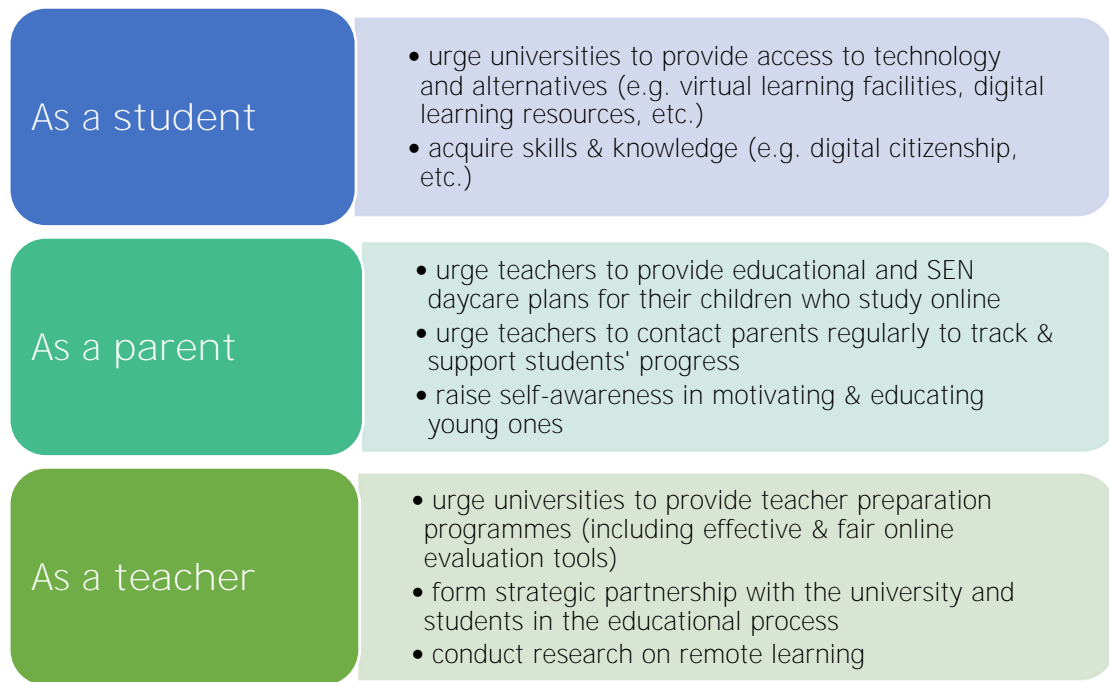 As a student
• urge universities to provide access to technology
and alternatives (e.g. virtual learning facilities, digital
learning resources, etc.)
• acquire skills & knowledge (e.g. digital citizenship,
etc.)
As a parent
• urge teachers to provide educational and SEN
daycare plans for their children who study online
• urge teachers to contact parents regularly to track &
support students' progress
• raise self-awareness in motivating & educating
young ones
As a teacher
• urge universities to provide teacher preparation
programmes (including effective & fair online
evaluation tools)
• form strategic partnership with the university and
students in the educational process
• conduct research on remote learning